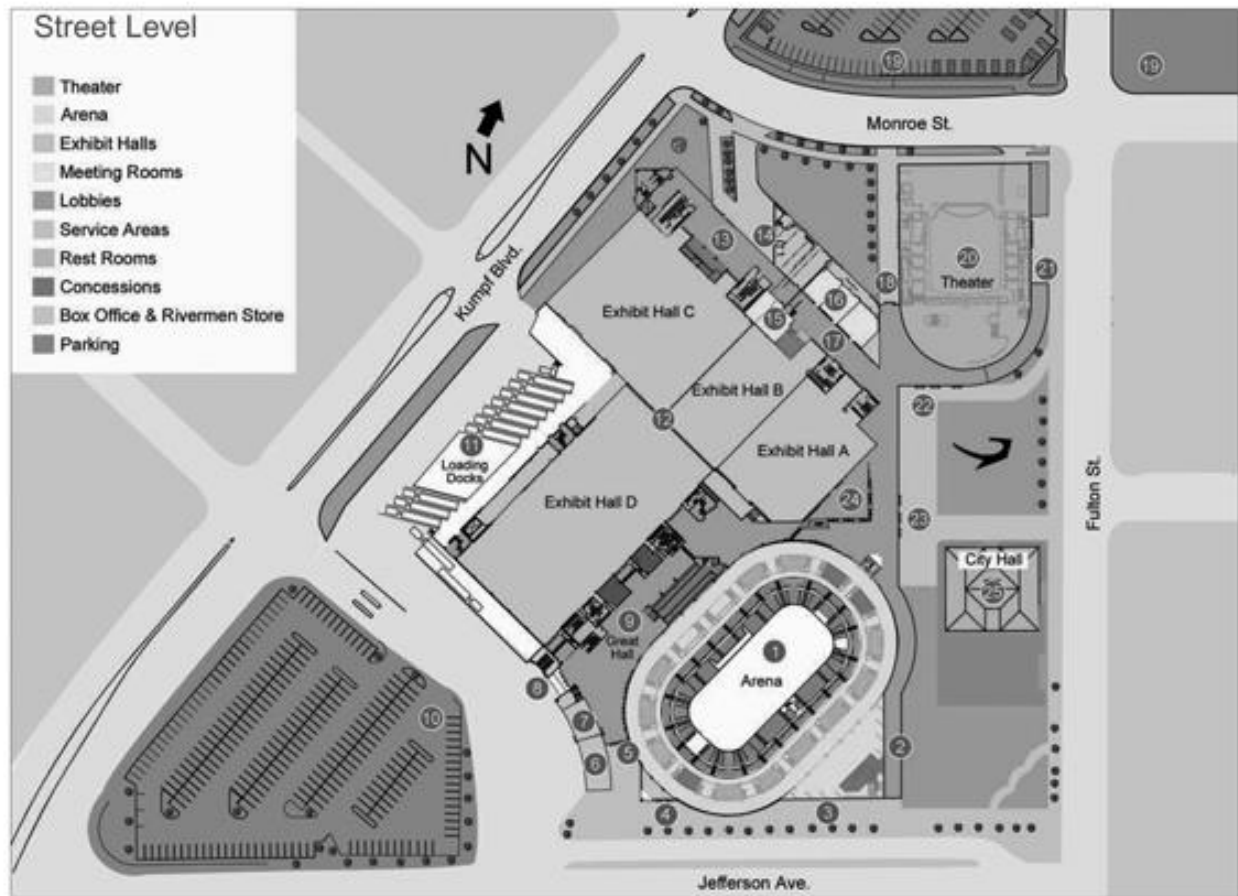 Street Level
Theater
Arena
Exhibit Halls
Meeting Rooms
Lobbies
Service Areas
Rest Rooms
Concessions
Box Office & Rivermen Store
Parking
N
19
19
Monroe St.
Kumpf Blvd.
13
14
18
20
Theater
21
16
15
17
Exhibit Hall C
Exhibit Hall B
12
22
Exhibit Hall A
11
Loading
Docks
Exhibit Hall D
24
23
Fulton St.
City Hall
25
9
Great
Hall
1
Arena
8
7
10
5
6
2
4
3
Jefferson Ave.